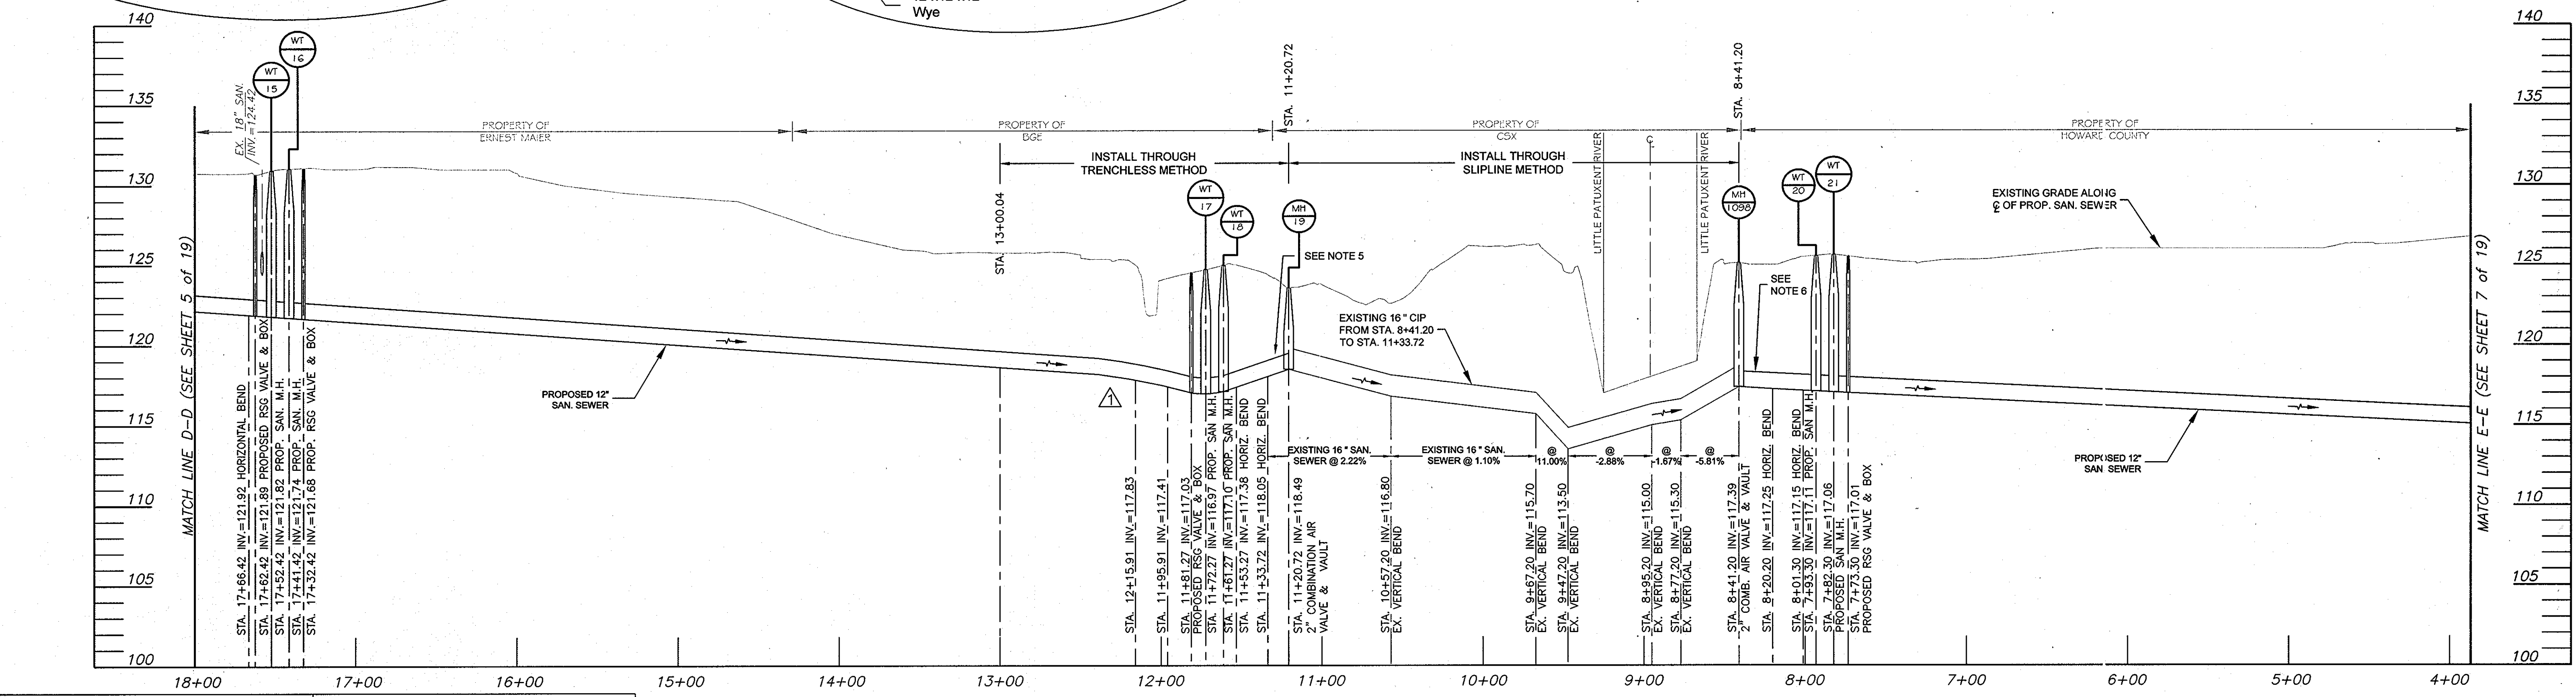 12"x12"x12"
Wye
140
135
130
125
120
115
110
105
100
140
135
130
125
120
115
110
105
100
MATCH LINE D-D (SEE SHEET 5 of 19)
EX. 18" SAN.
INV.=124.42
WT
15
WT
16
PROPERTY OF
ERNEST MAIER
PROPERTY OF
BGE
PROPERTY OF
CSX
PROPERTY OF
HOWARD COUNTY
STA. 13+00.04
INSTALL THROUGH
TRENCHLESS METHOD
STA. 11+20.72
INSTALL THROUGH
SLIPLINE METHOD
STA. 8+41.20
WT
17
WT
18
MH
19
SEE NOTE 5
LITTLE PATUXENT RIVER
℄
LITTLE PATUXENT RIVER
MH
1098
WT
20
WT
21
SEE
NOTE 6
EXISTING GRADE ALONG
℄ OF PROP. SAN. SEWER
EXISTING 16" CIP
FROM STA. 8+41.20
TO STA. 11+33.72
PROPOSED 12"
SAN. SEWER
1
PROPOSED 12"
SAN SEWER
EXISTING 16" SAN.
SEWER @ 2.22%
EXISTING 16" SAN.
SEWER @ 1.10%
@
11.00%
@
-2.88%
@
-1.67%
@
-5.81%
STA. 17+66.42 INV.=121.92 HORIZONTAL BEND
STA. 17+62.42 INV.=121.89 PROPOSED RSG VALVE & BOX
STA. 17+52.42 INV.=121.82 PROP. SAN. M.H.
STA. 17+41.42 INV.=121.74 PROP. SAN. M.H.
STA. 17+32.42 INV.=121.68 PROP. RSG VALVE & BOX
STA. 12+15.91 INV.=117.83
STA. 11+95.91 INV.=117.41
STA. 11+81.27 INV.=117.03
PROPOSED RSG VALVE & BOX
STA. 11+72.27 INV.=116.97 PROP. SAN M.H.
STA. 11+61.27 INV.=117.10 PROP. SAN M.H.
STA. 11+53.27 INV.=117.38 HORIZ. BEND
STA. 11+33.72 INV.=118.05 HORIZ. BEND
STA. 11+20.72 INV.=118.49
2" COMBINATION AIR
VALVE & VAULT
STA. 10+57.20 INV.=116.80
EX. VERTICAL BEND
STA. 9+67.20 INV.=115.70
EX. VERTICAL BEND
STA. 9+47.20 INV.=113.50
EX. VERTICAL BEND
STA. 8+95.20 INV.=115.00
EX. VERTICAL BEND
STA. 8+77.20 INV.=115.30
EX. VERTICAL BEND
STA. 8+41.20 INV.=117.39
2" COMB. AIR VALVE & VAULT
STA. 8+20.20 INV.=117.25 HORIZ. BEND
STA. 8+01.30 INV.=117.15 HORIZ. BEND
STA. 7+93.30 INV.=117.11 PROP. SAN M.H.
STA. 7+82.30 INV.=117.06
PROPOSED SAN M.H.
STA. 7+73.30 INV.=117.01
PROPOSED RSG VALVE & BOX
MATCH LINE E-E (SEE SHEET 7 of 19)
18+00
17+00
16+00
15+00
14+00
13+00
12+00
11+00
10+00
9+00
8+00
7+00
6+00
5+00
4+00